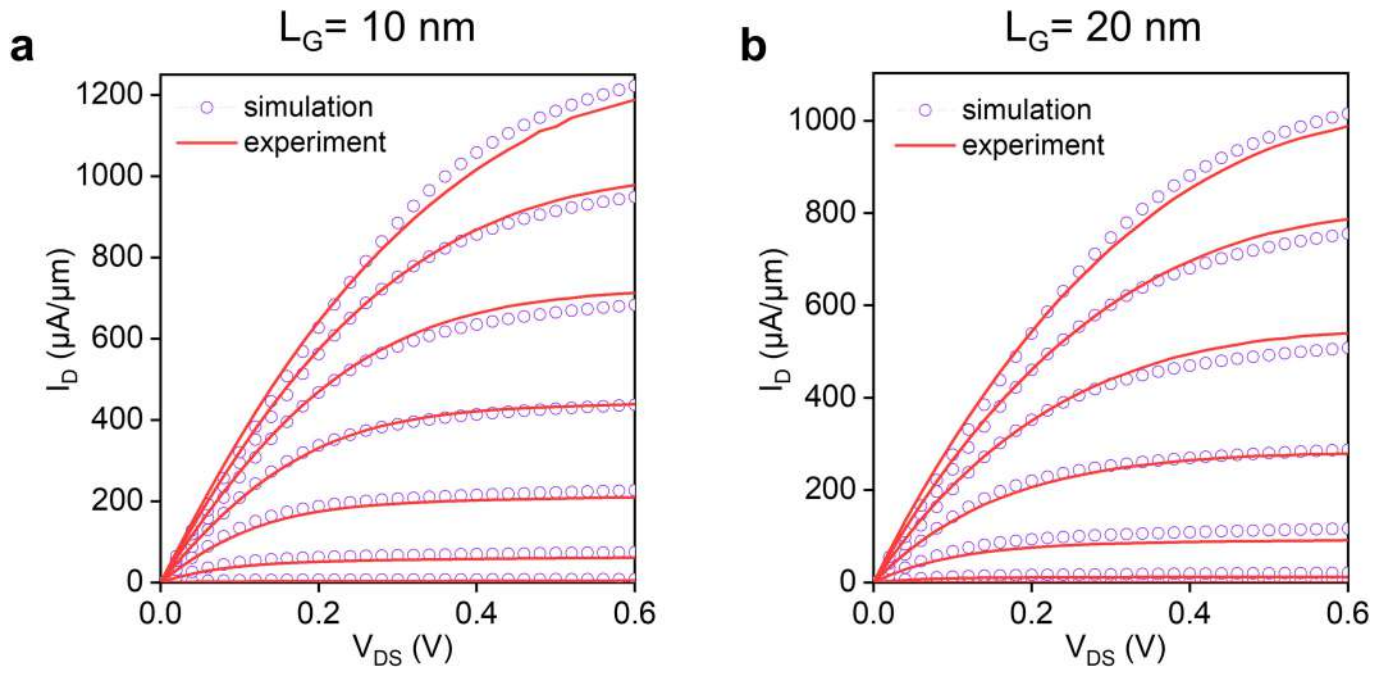 a
L_G= 10 nm
simulation
experiment
1200
1000
800
600
400
200
0
I_D (μA/μm)
0.0
0.2
0.4
0.6
V_DS (V)
b
L_G= 20 nm
simulation
experiment
1000
800
600
400
200
0
I_D (μA/μm)
0.0
0.2
0.4
0.6
V_DS (V)